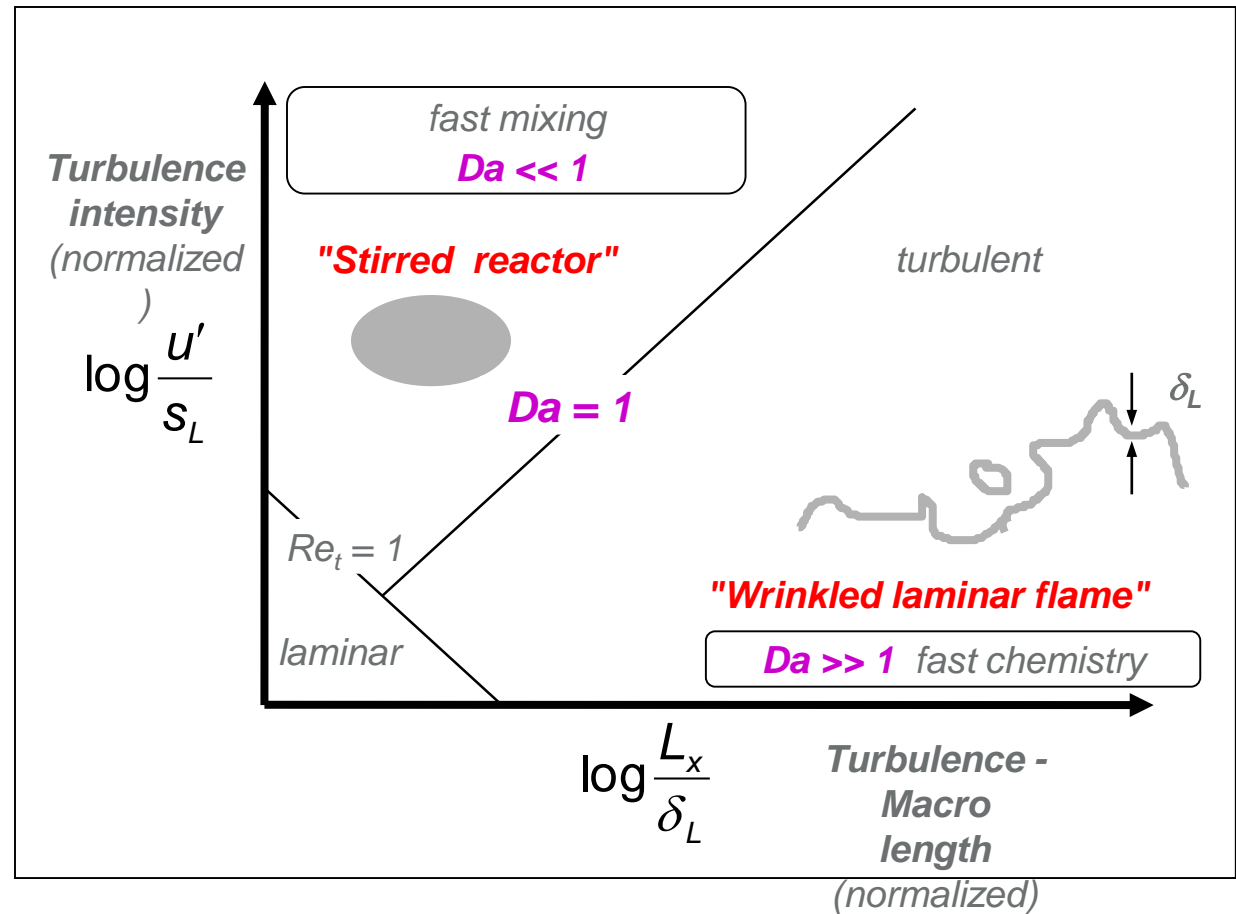 fast mixing
Da << 1
Turbulence
intensity
(normalized
)
log u′/s_L
"Stirred reactor"
turbulent
Da = 1
δ_L
Re_t = 1
"Wrinkled laminar flame"
laminar
Da >> 1 fast chemistry
log L_x/δ_L
Turbulence -
Macro
length
(normalized)